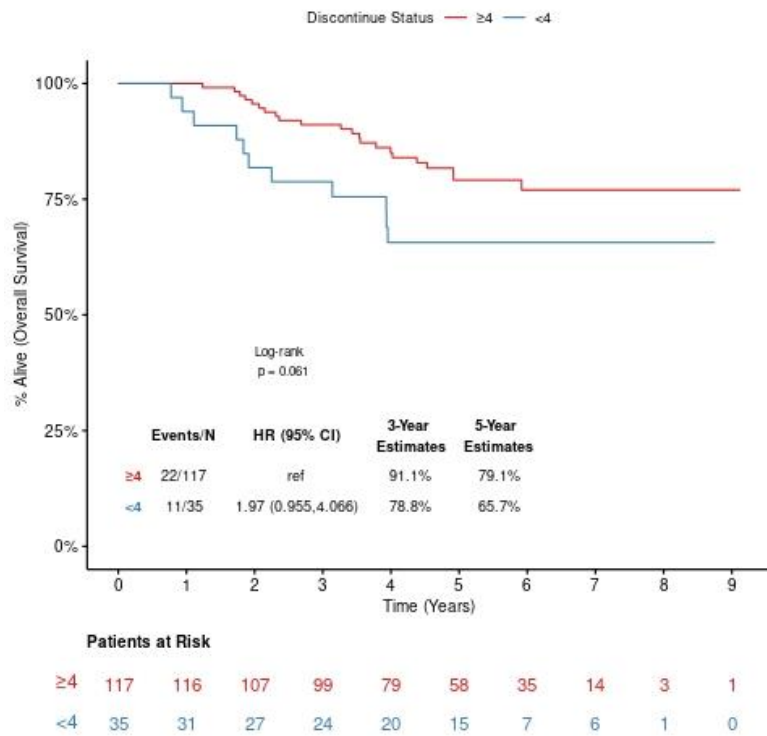 Discontinue Status ≥4 <4
100%
75%
50%
25%
0%
% Alive (Overall Survival)
Log-rank
p = 0.061
Events/N HR (95% CI) 3-Year Estimates 5-Year Estimates
≥4 22/117 ref 91.1% 79.1%
<4 11/35 1.97 (0.955,4.066) 78.8% 65.7%
0 1 2 3 4 5 6 7 8 9
Time (Years)
Patients at Risk
≥4 117 116 107 99 79 58 35 14 3 1
<4 35 31 27 24 20 15 7 6 1 0